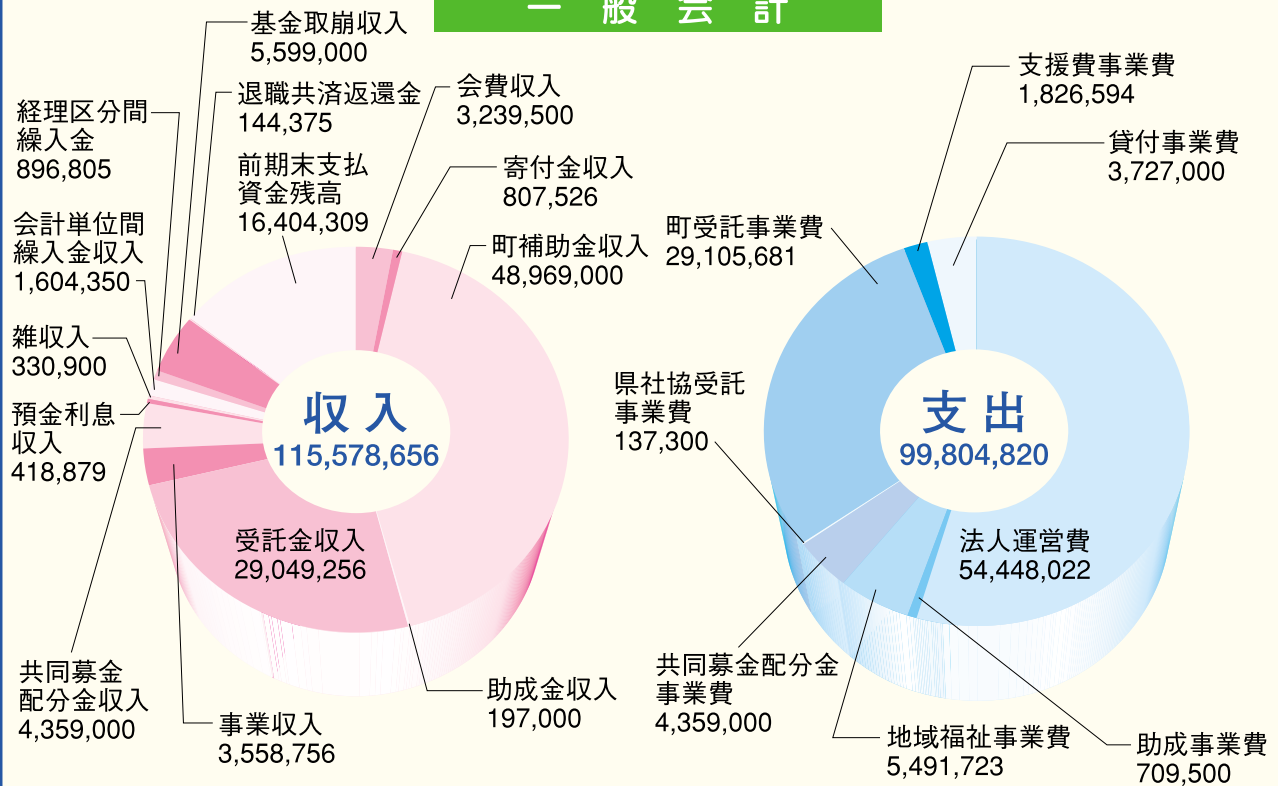 一般会計
基金取崩収入
5,599,000
退職共済返還金
144,375
会費収入
3,239,500
経理区分間
繰入金
896,805
前期末支払
資金残高
16,404,309
寄付金収入
807,526
会計単位間
繰入金収入
1,604,350
町補助金収入
48,969,000
雑収入
330,900
預金利息
収入
418,879
収入
115,578,656
受託金収入
29,049,256
共同募金
配分金収入
4,359,000
事業収入
3,558,756
助成金収入
197,000
支援費事業費
1,826,594
貸付事業費
3,727,000
町受託事業費
29,105,681
県社協受託
事業費
137,300
支出
99,804,820
法人運営費
54,448,022
共同募金配分金
事業費
4,359,000
地域福祉事業費
5,491,723
助成事業費
709,500